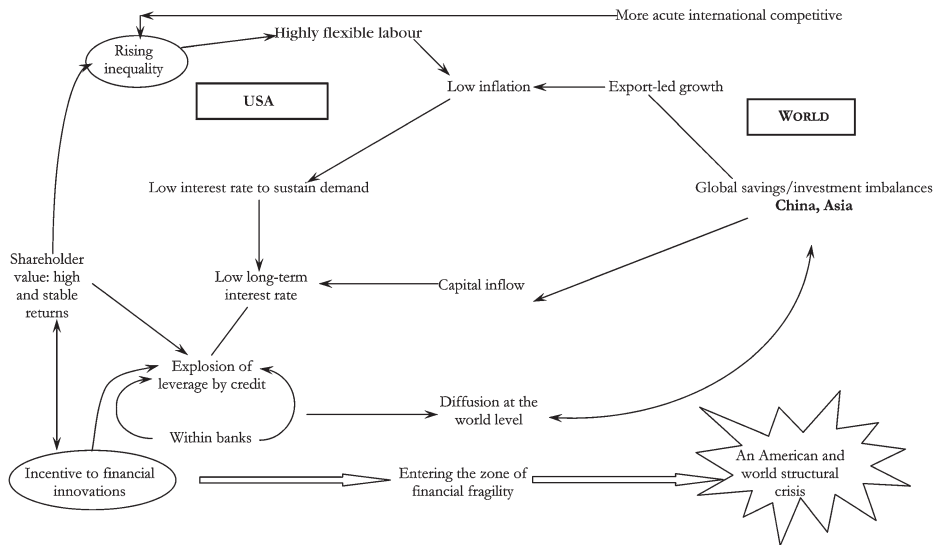 More acute international competitive
Rising
inequality
Highly flexible labour
USA
Low inflation
Export-led growth
WORLD
Low interest rate to sustain demand
Global savings/investment imbalances
China, Asia
Shareholder
value: high
and stable
returns
Low long-term
interest rate
Capital inflow
Explosion of
leverage by credit
Within banks
Diffusion at the
world level
Incentive to financial
innovations
Entering the zone of
financial fragility
An American and
world structural
crisis